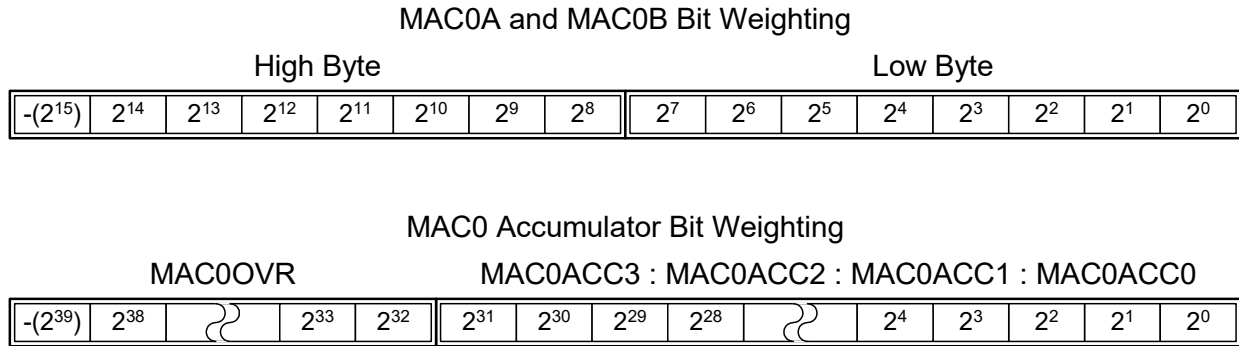 MAC0A and MAC0B Bit Weighting
High Byte Low Byte
-(2¹⁵) 2¹⁴ 2¹³ 2¹² 2¹¹ 2¹⁰ 2⁹ 2⁸ 2⁷ 2⁶ 2⁵ 2⁴ 2³ 2² 2¹ 2⁰
MAC0 Accumulator Bit Weighting
MAC0OVR MAC0ACC3 : MAC0ACC2 : MAC0ACC1 : MAC0ACC0
-(2³⁹) 2³⁸ 2³³ 2³² 2³¹ 2³⁰ 2²⁹ 2²⁸ 2⁴ 2³ 2² 2¹ 2⁰